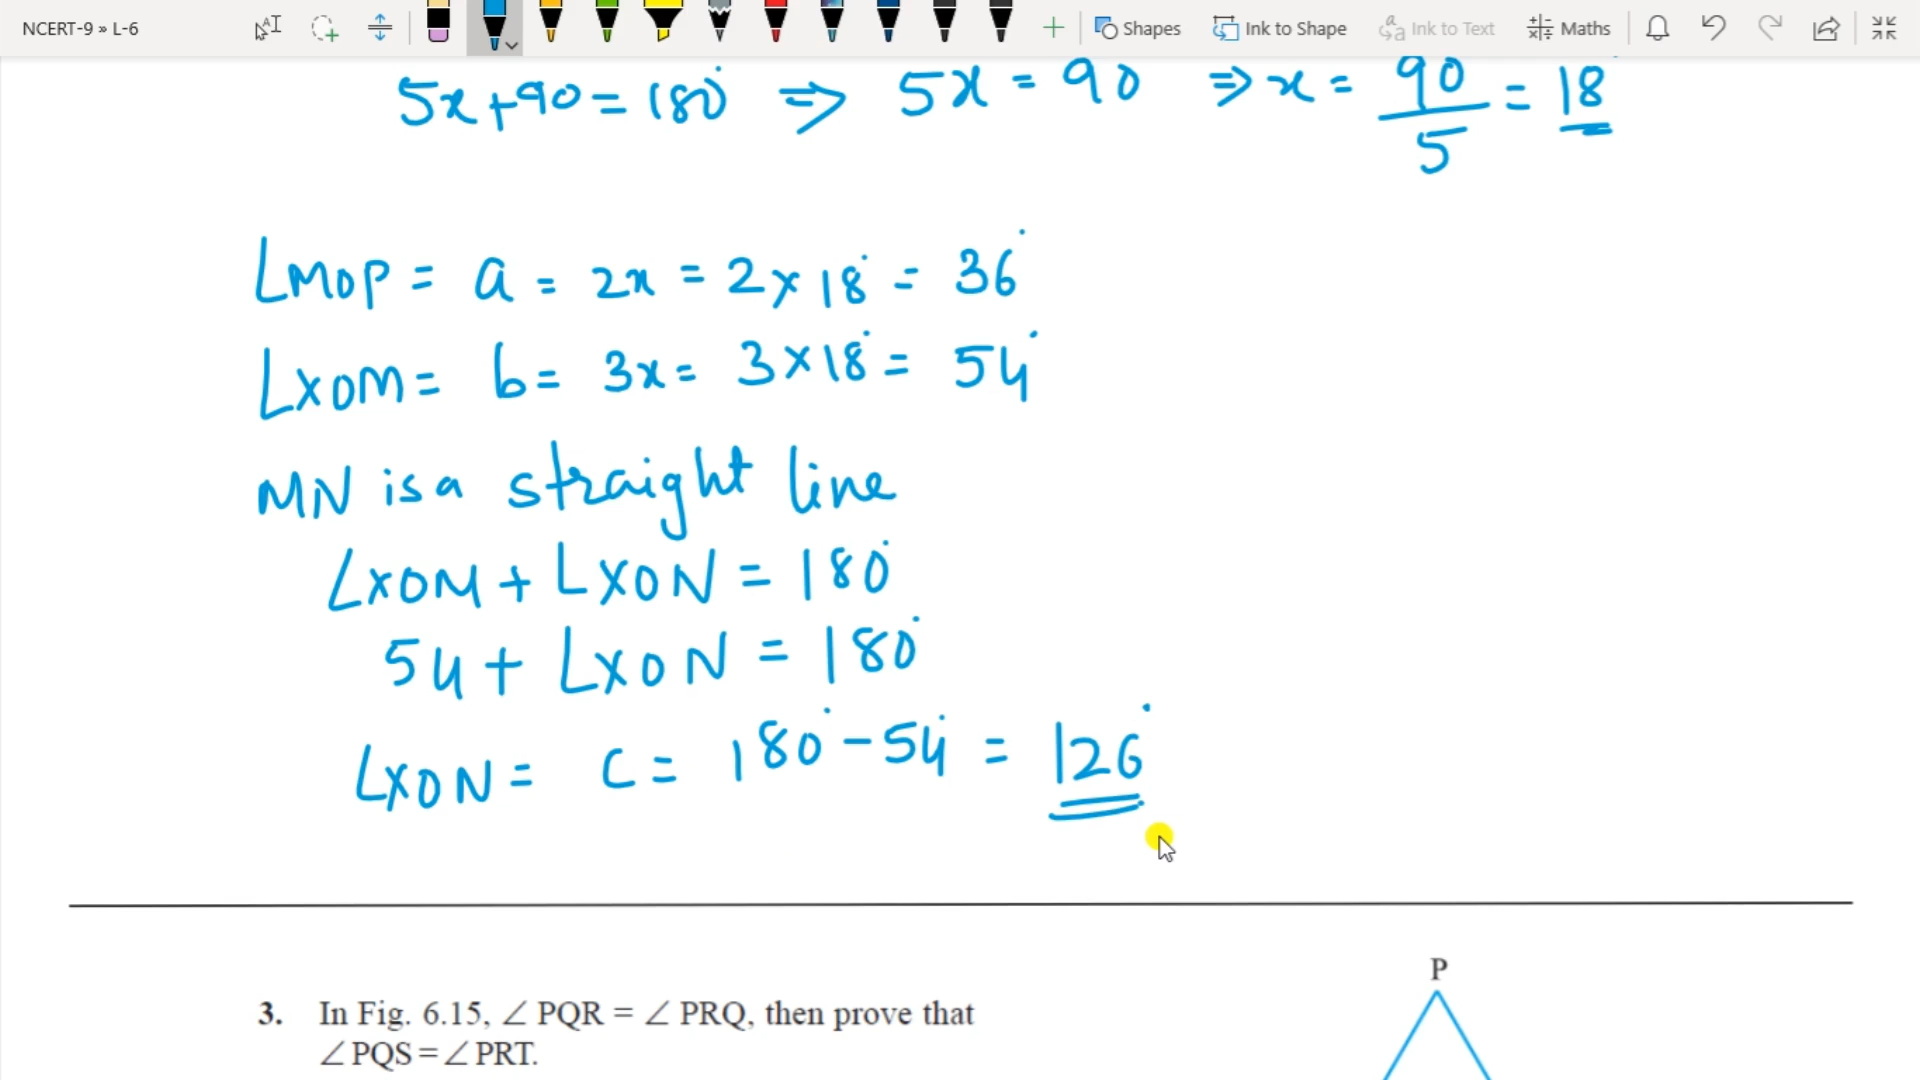 NCERT-9 » L-6 Shapes Ink to Shape Ink to Text Maths
5x+90=180° ⇒ 5x = 90 ⇒ x = 90/5 = 18
∠MOP = a = 2x = 2×18° = 36°
∠XOM = b = 3x = 3×18° = 54°
MN is a straight line
∠XOM + ∠XON = 180°
54 + ∠XON = 180°
∠XON = c = 180° - 54° = 126°
P
3. In Fig. 6.15, ∠ PQR = ∠ PRQ, then prove that
∠ PQS = ∠ PRT.